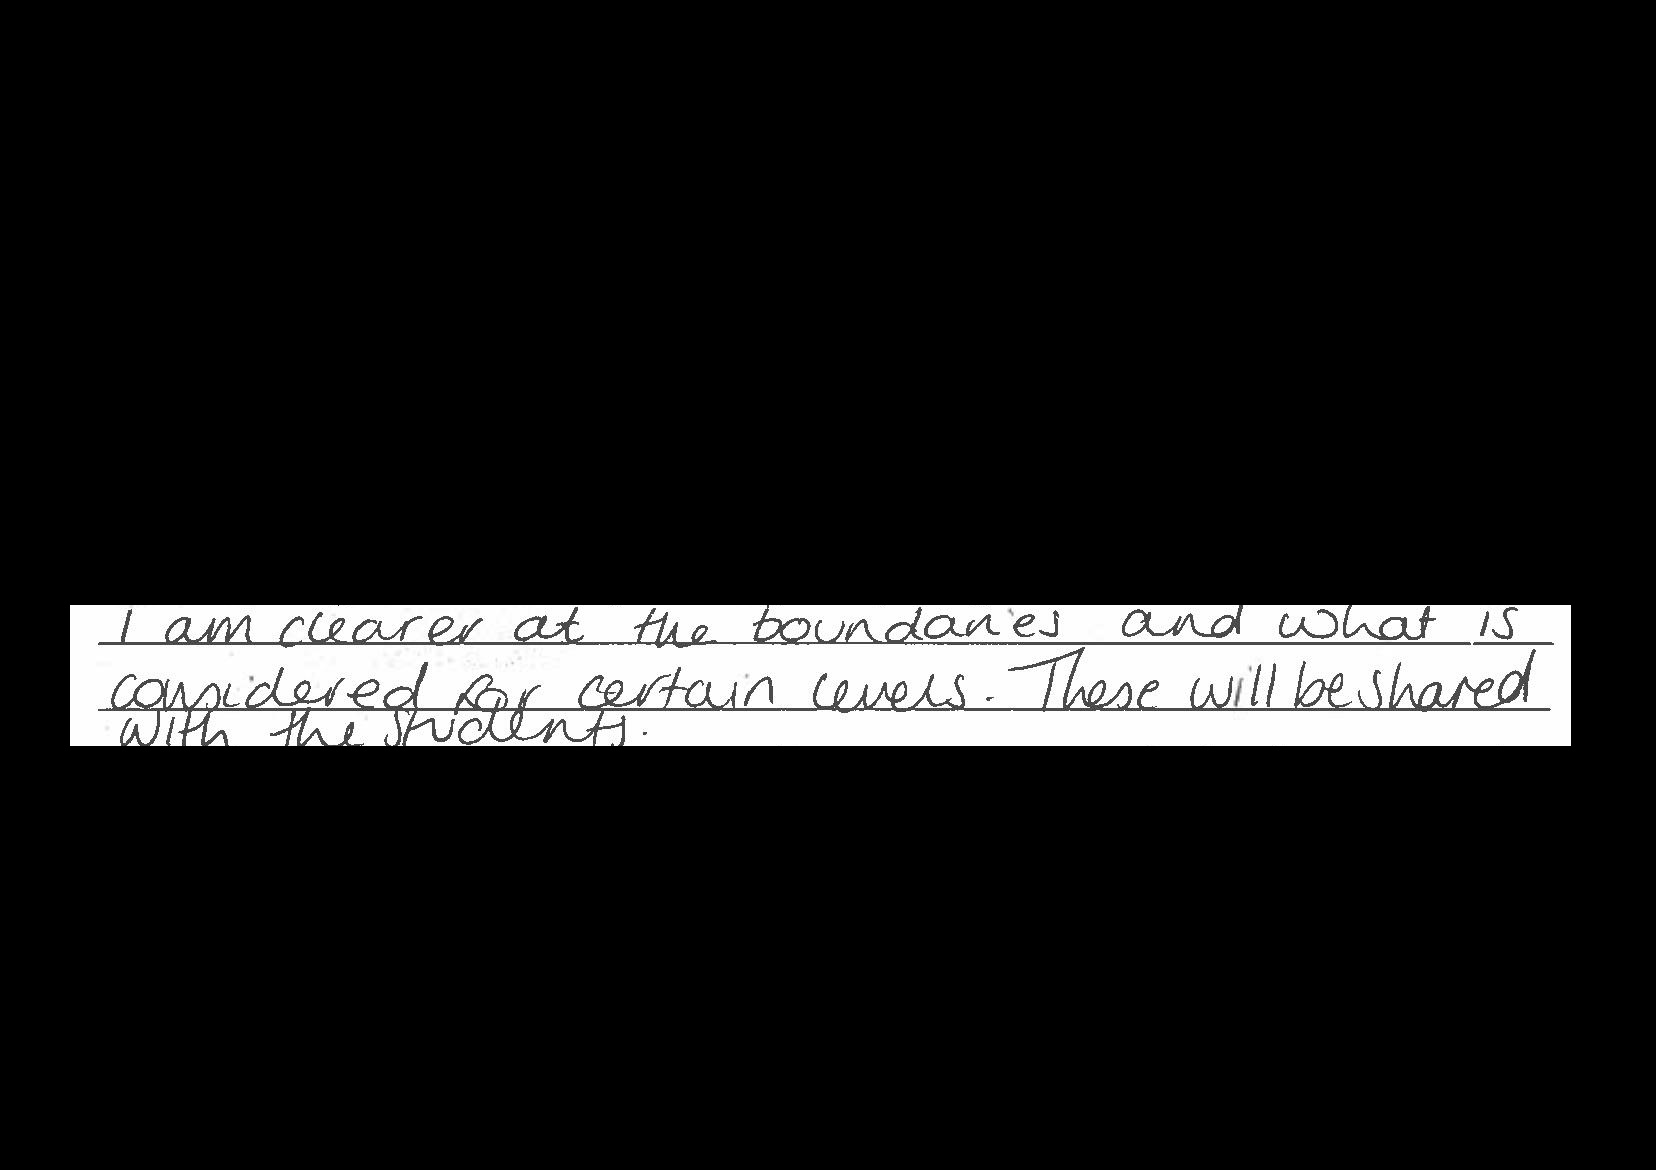 I am clearer at the boundaries and what is
considered for certain levels. These will be shared
with the students.